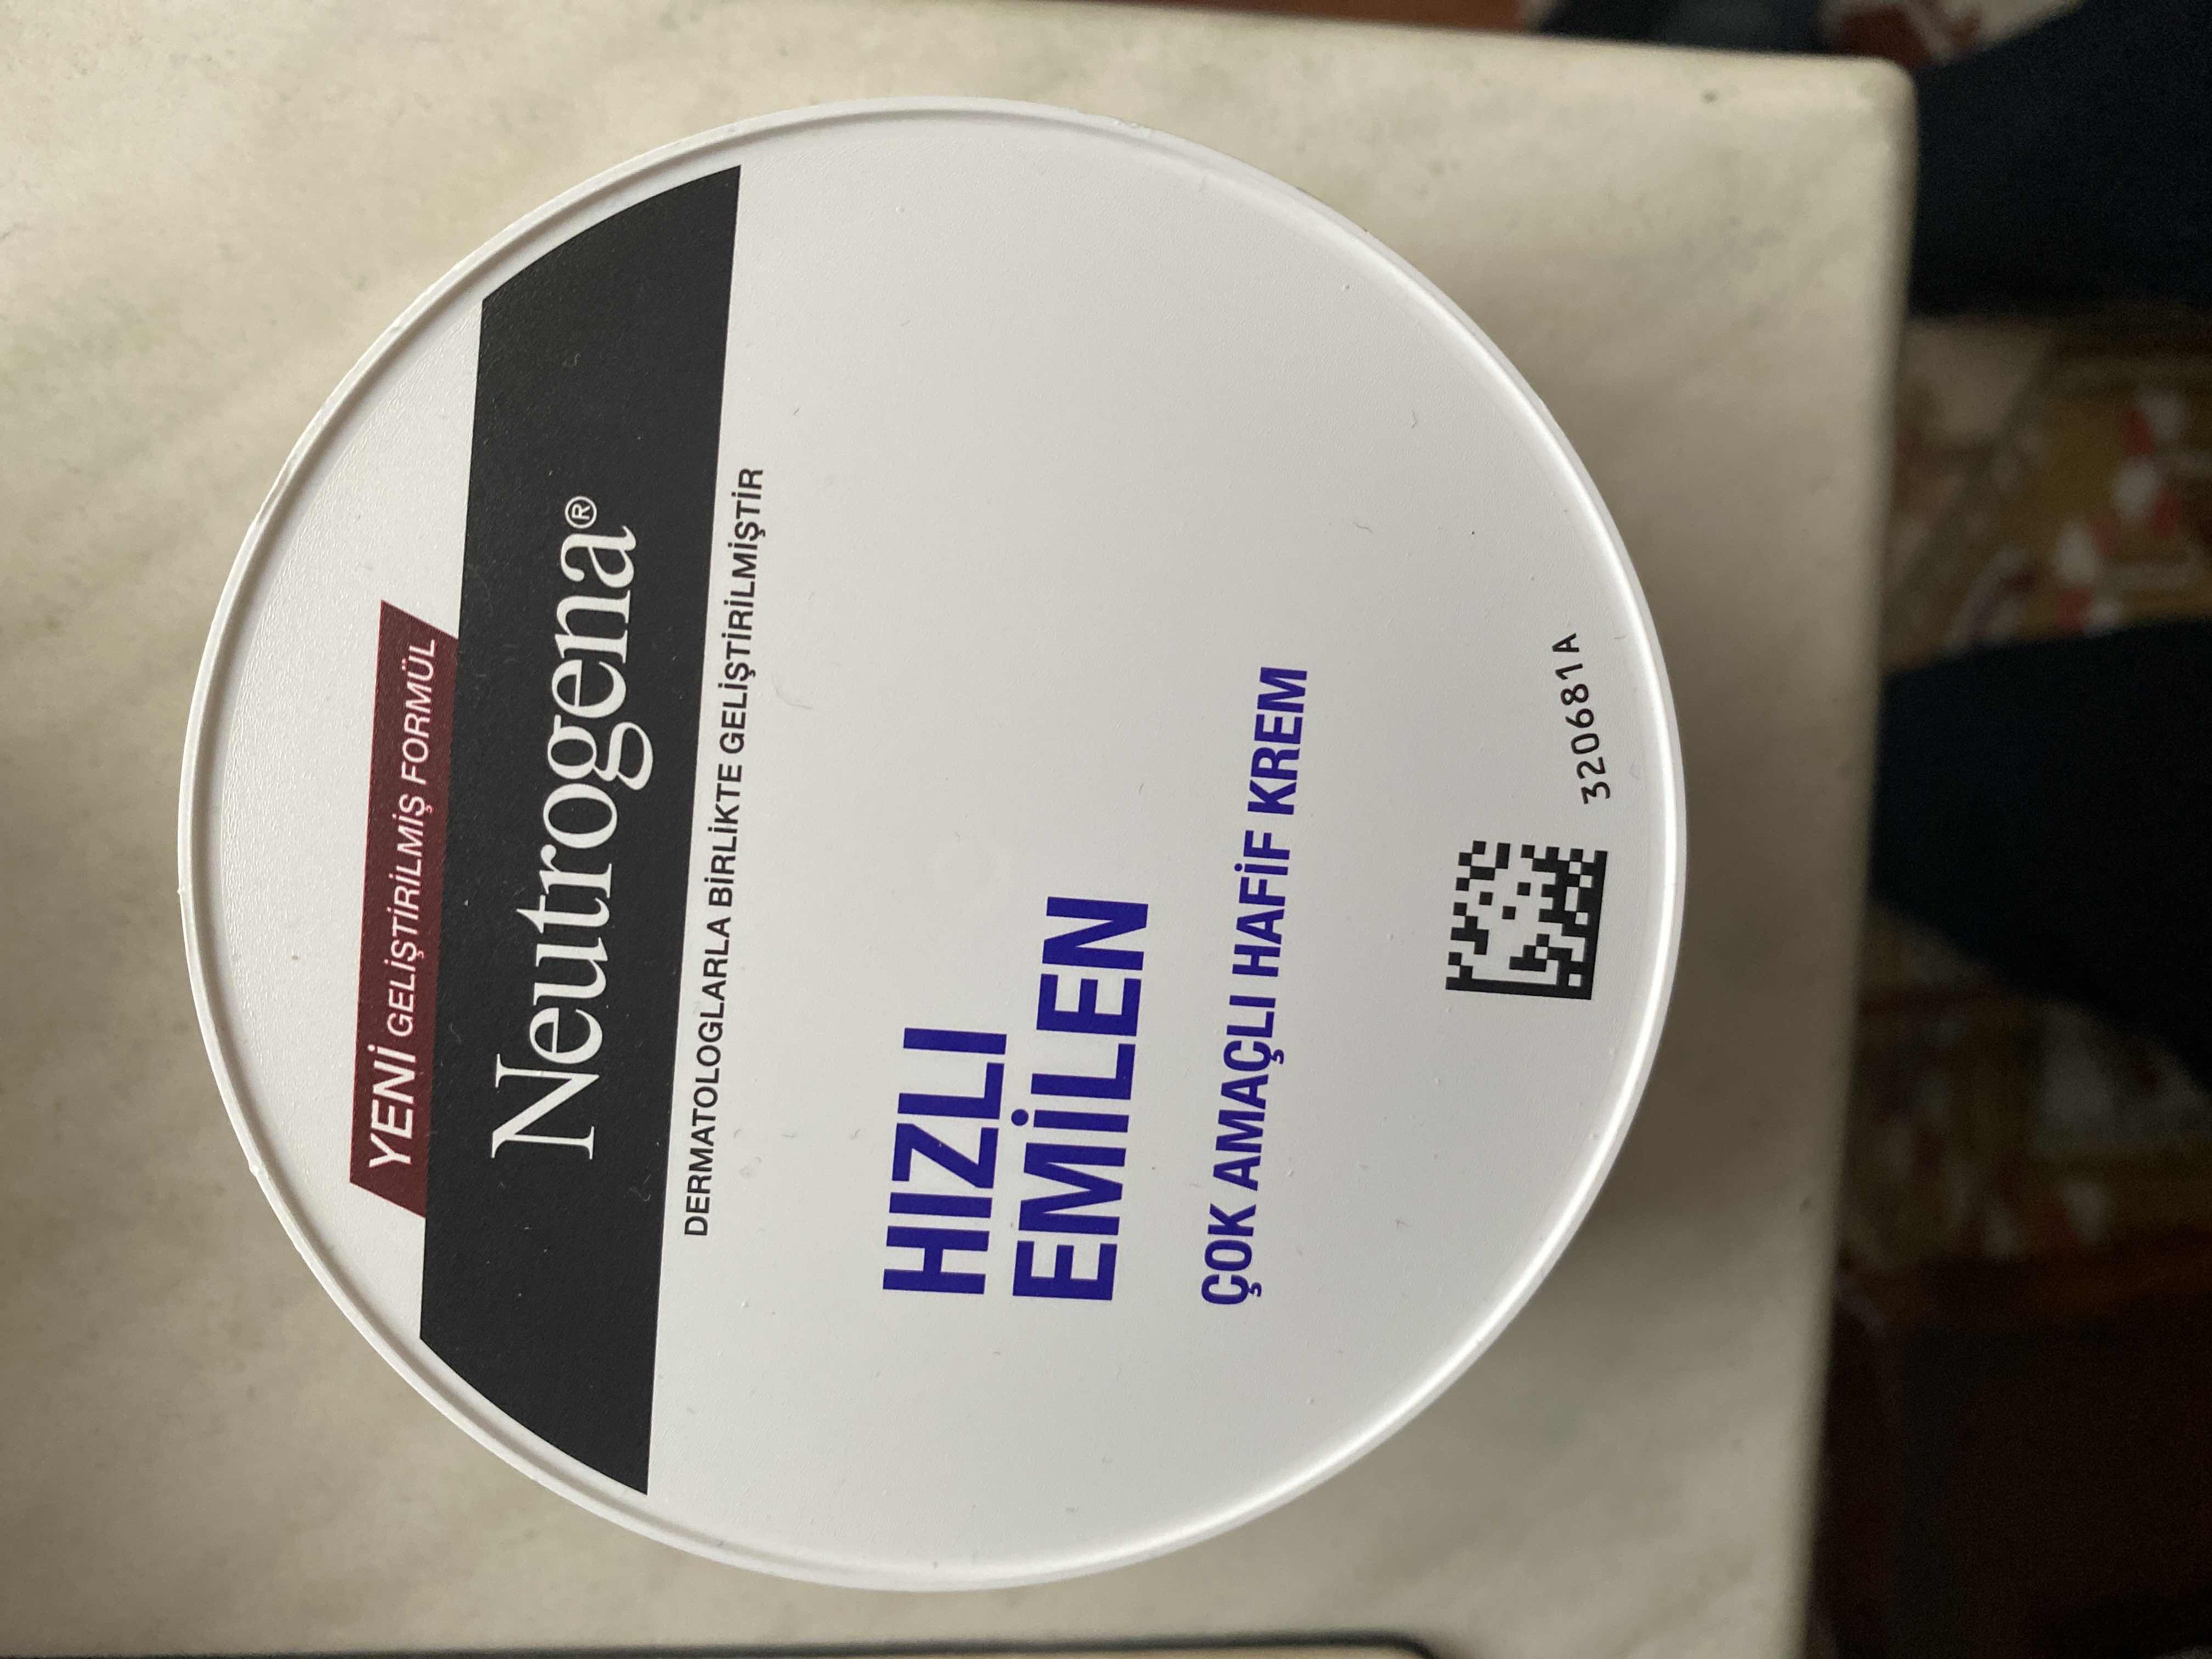 YENİ GELİŞTİRİLMİŞ FORMÜL
Neutrogena®
DERMATOLOGLARLA BİRLİKTE GELİŞTİRİLMİŞTİR
HIZLI
EMİLEN
ÇOK AMAÇLI HAFİF KREM
320681A